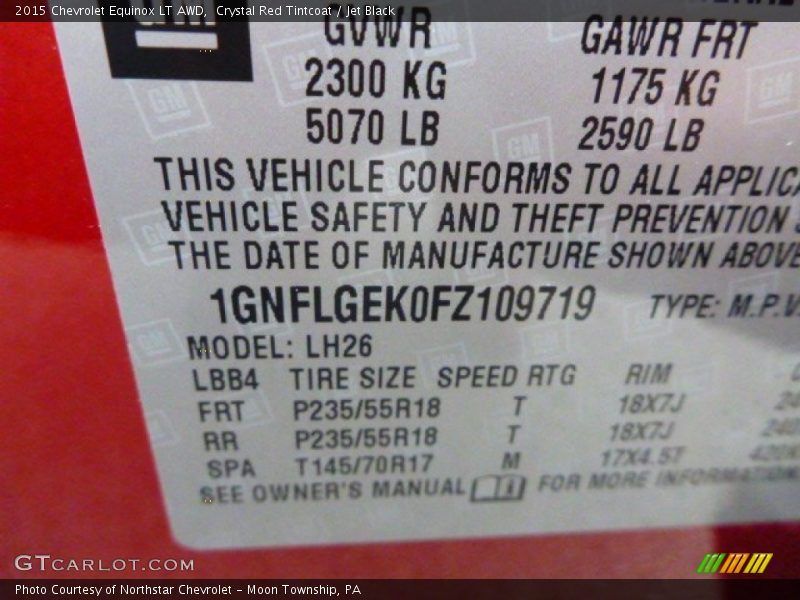 2015 Chevrolet Equinox LT AWD,  Crystal Red Tintcoat / Jet Black
GM
GVWR GAWR FRT
2300 KG 1175 KG
5070 LB 2590 LB
THIS VEHICLE CONFORMS TO ALL APPLICA
VEHICLE SAFETY AND THEFT PREVENTION S
THE DATE OF MANUFACTURE SHOWN ABOVE
1GNFLGEK0FZ109719 TYPE: M.P.V.
MODEL: LH26
LBB4 TIRE SIZE SPEED RTG RIM
FRT P235/55R18 T 18X7J 240
RR P235/55R18 T 18X7J 240
SPA T145/70R17 M 17X4.5T 420K
SEE OWNER'S MANUAL FOR MORE INFORMATION
GTCARLOT.COM
Photo Courtesy of Northstar Chevrolet - Moon Township, PA